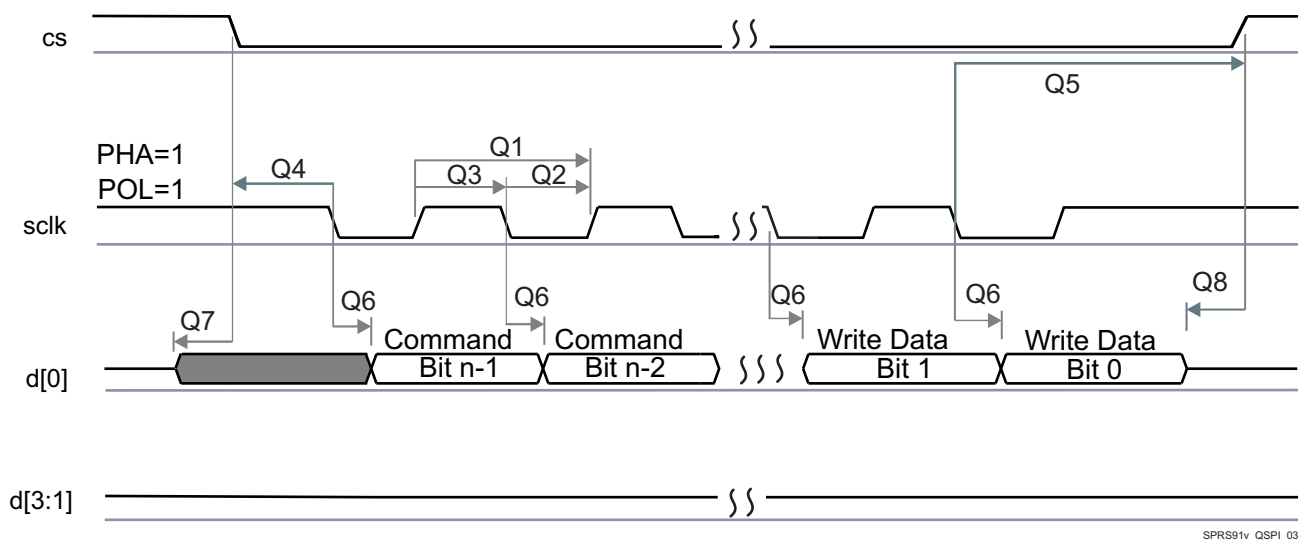 cs
Q5
PHA=1
Q1
Q4
Q3
Q2
POL=1
sclk
Q8
Q6
Q6
Q6
Q6
Q7
Command
Command
Write Data
Write Data
Bit n-1
Bit n-2
Bit 1
Bit 0
d[0]
d[3:1]
SPRS91v_QSPI_03